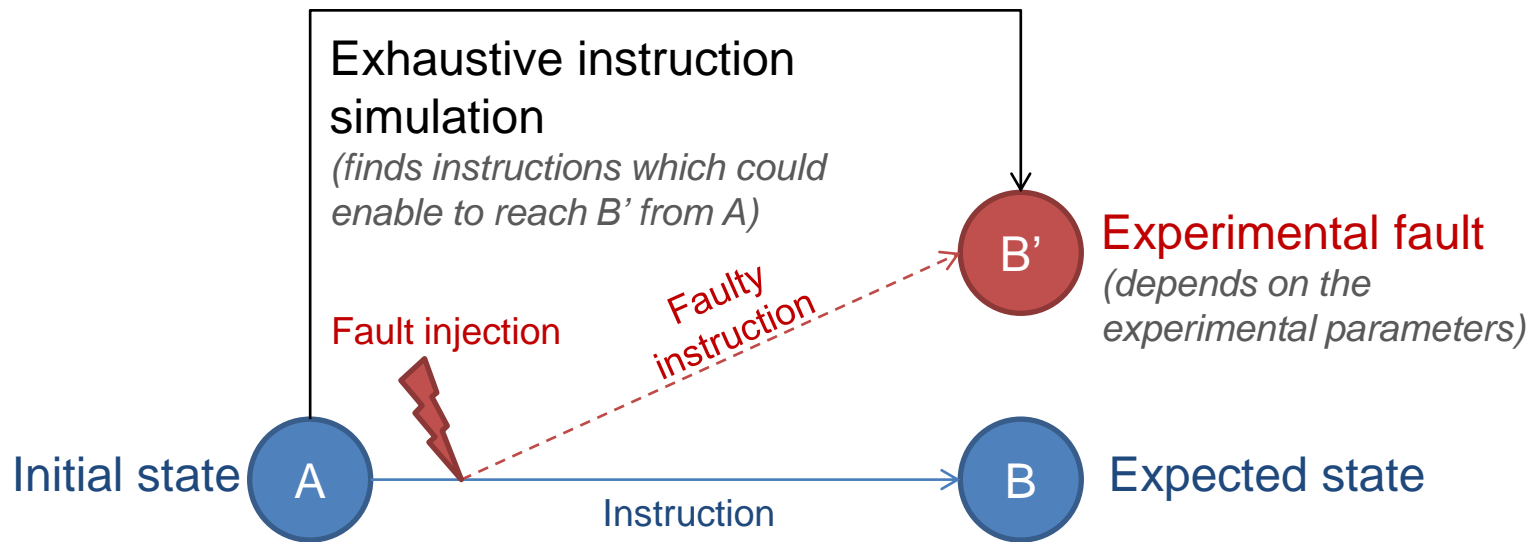 Exhaustive instruction
simulation
(finds instructions which could
enable to reach B’ from A)
B’
Experimental fault
(depends on the
experimental parameters)
Faulty
instruction
Fault injection
Initial state
A
Instruction
B
Expected state